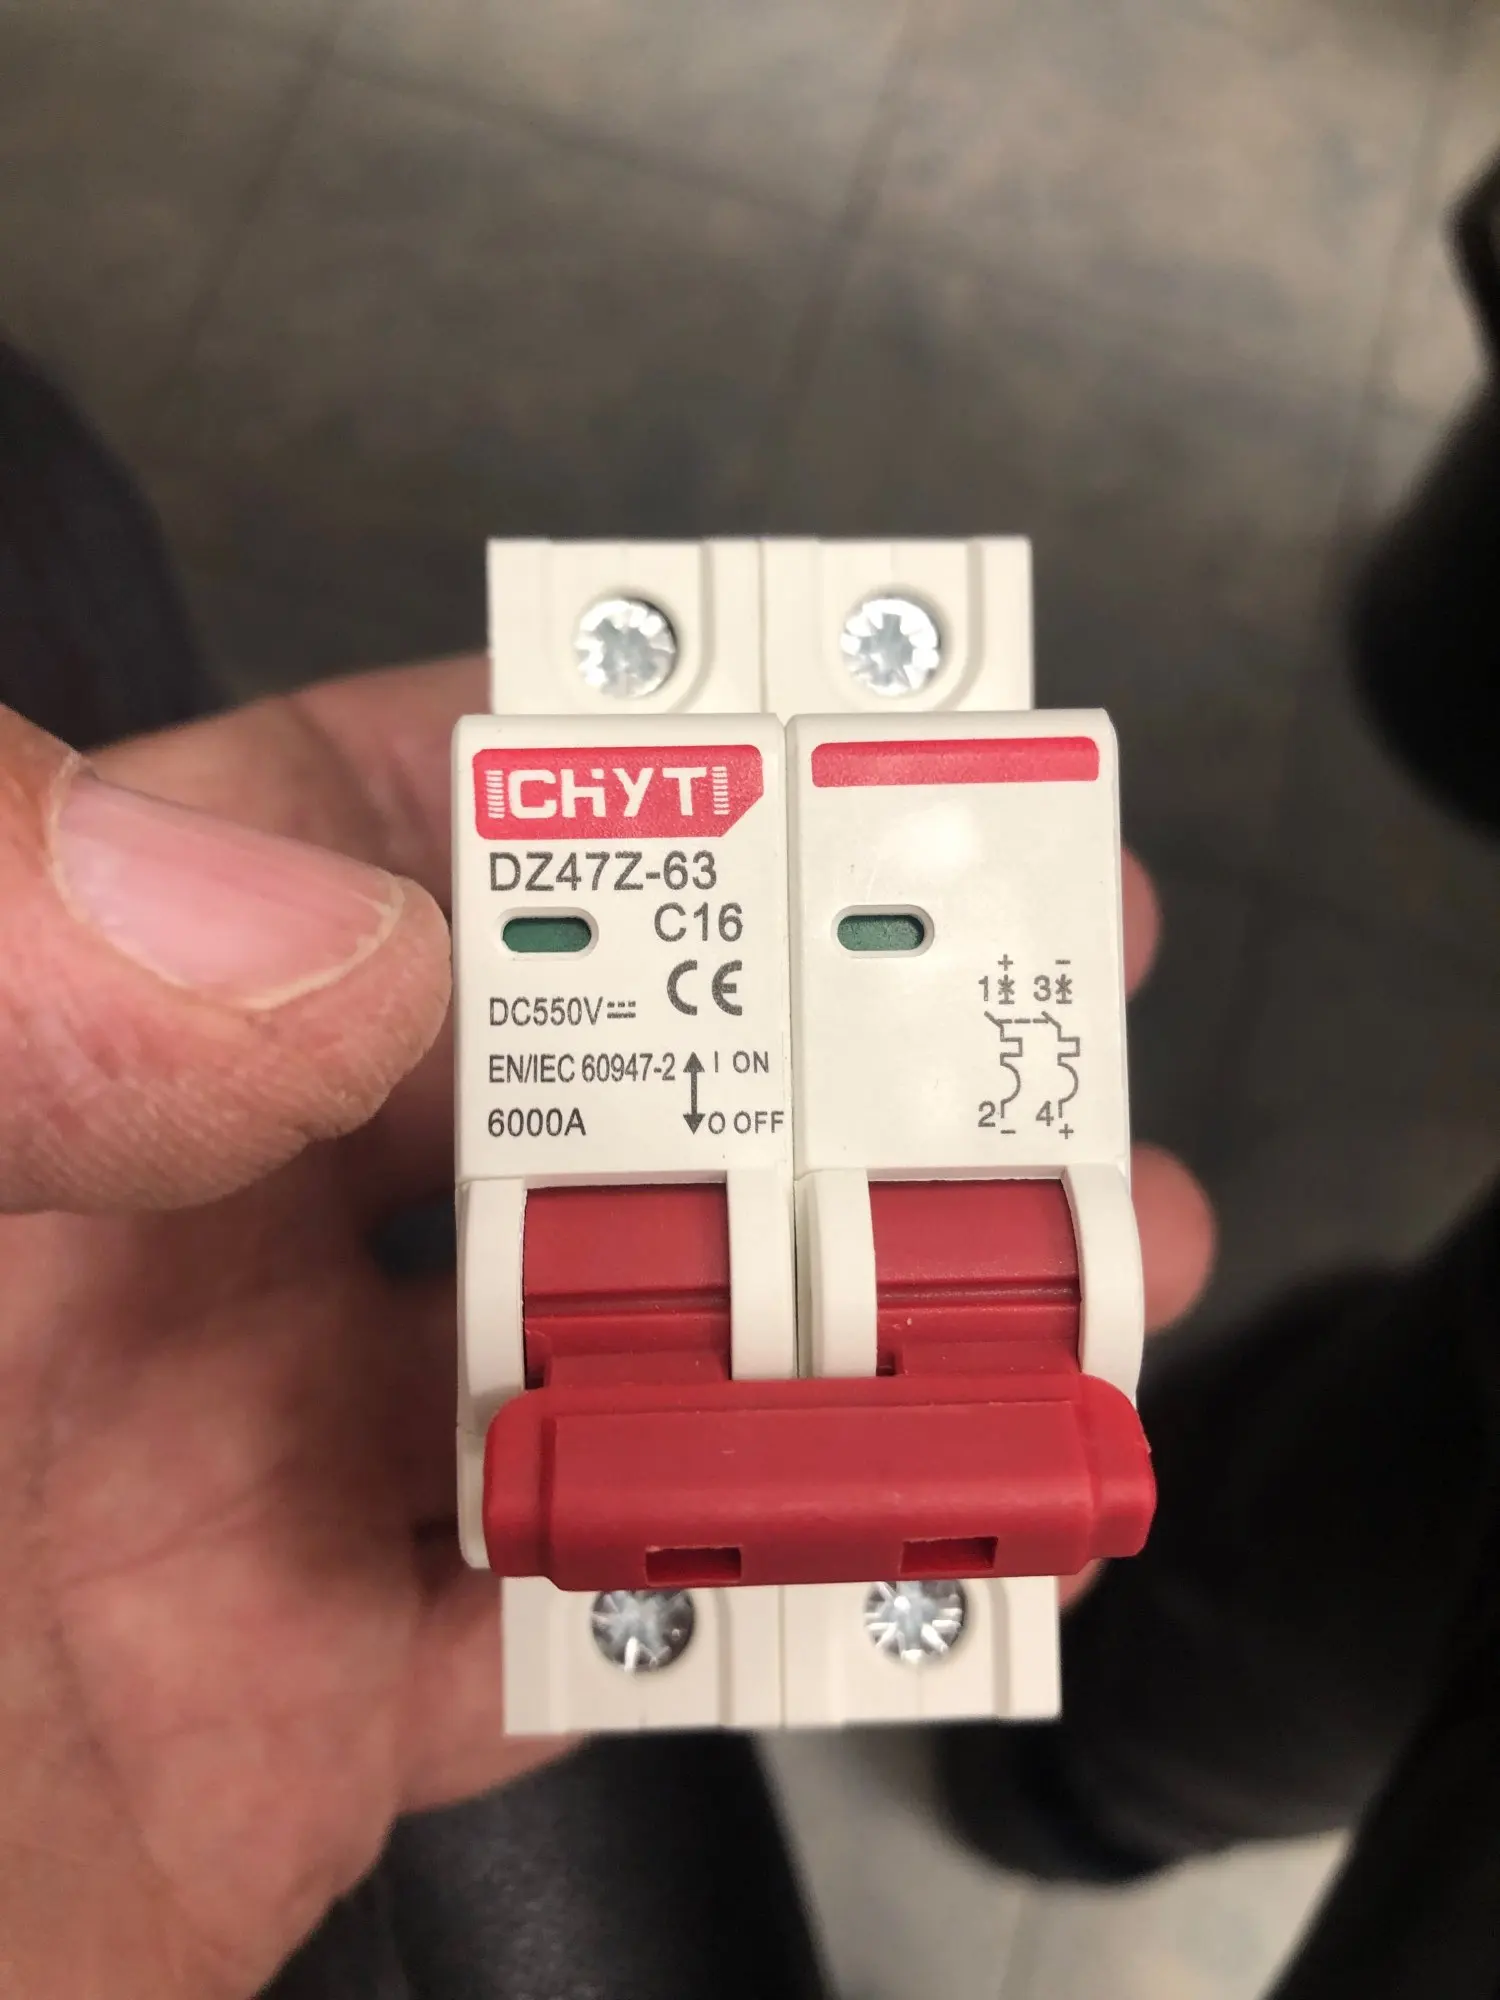 CHYT
DZ47Z-63
C16
CE
DC550V
EN/IEC 60947-2
I ON
6000A
O OFF
+ -
1 3
2 4
- +